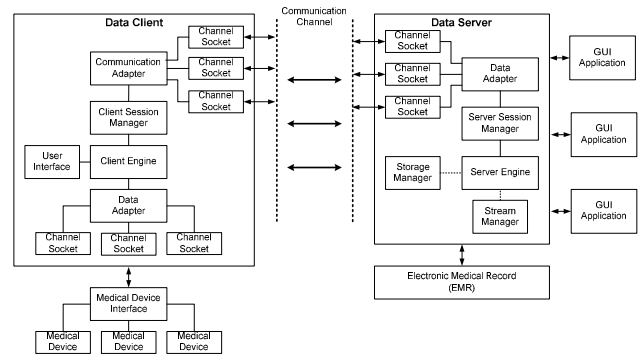 Data Client
Communication
Channel
Data Server
Channel
Socket
Channel
Socket
Channel
Socket
Communication
Adapter
Client Session
Manager
User
Interface
Client Engine
Data
Adapter
Channel
Socket
Channel
Socket
Channel
Socket
Medical Device
Interface
Medical
Device
Medical
Device
Medical
Device
Channel
Socket
Channel
Socket
Channel
Socket
Data
Adapter
Server Session
Manager
Storage
Manager
Server Engine
Stream
Manager
Electronic Medical Record
(EMR)
GUI
Application
GUI
Application
GUI
Application